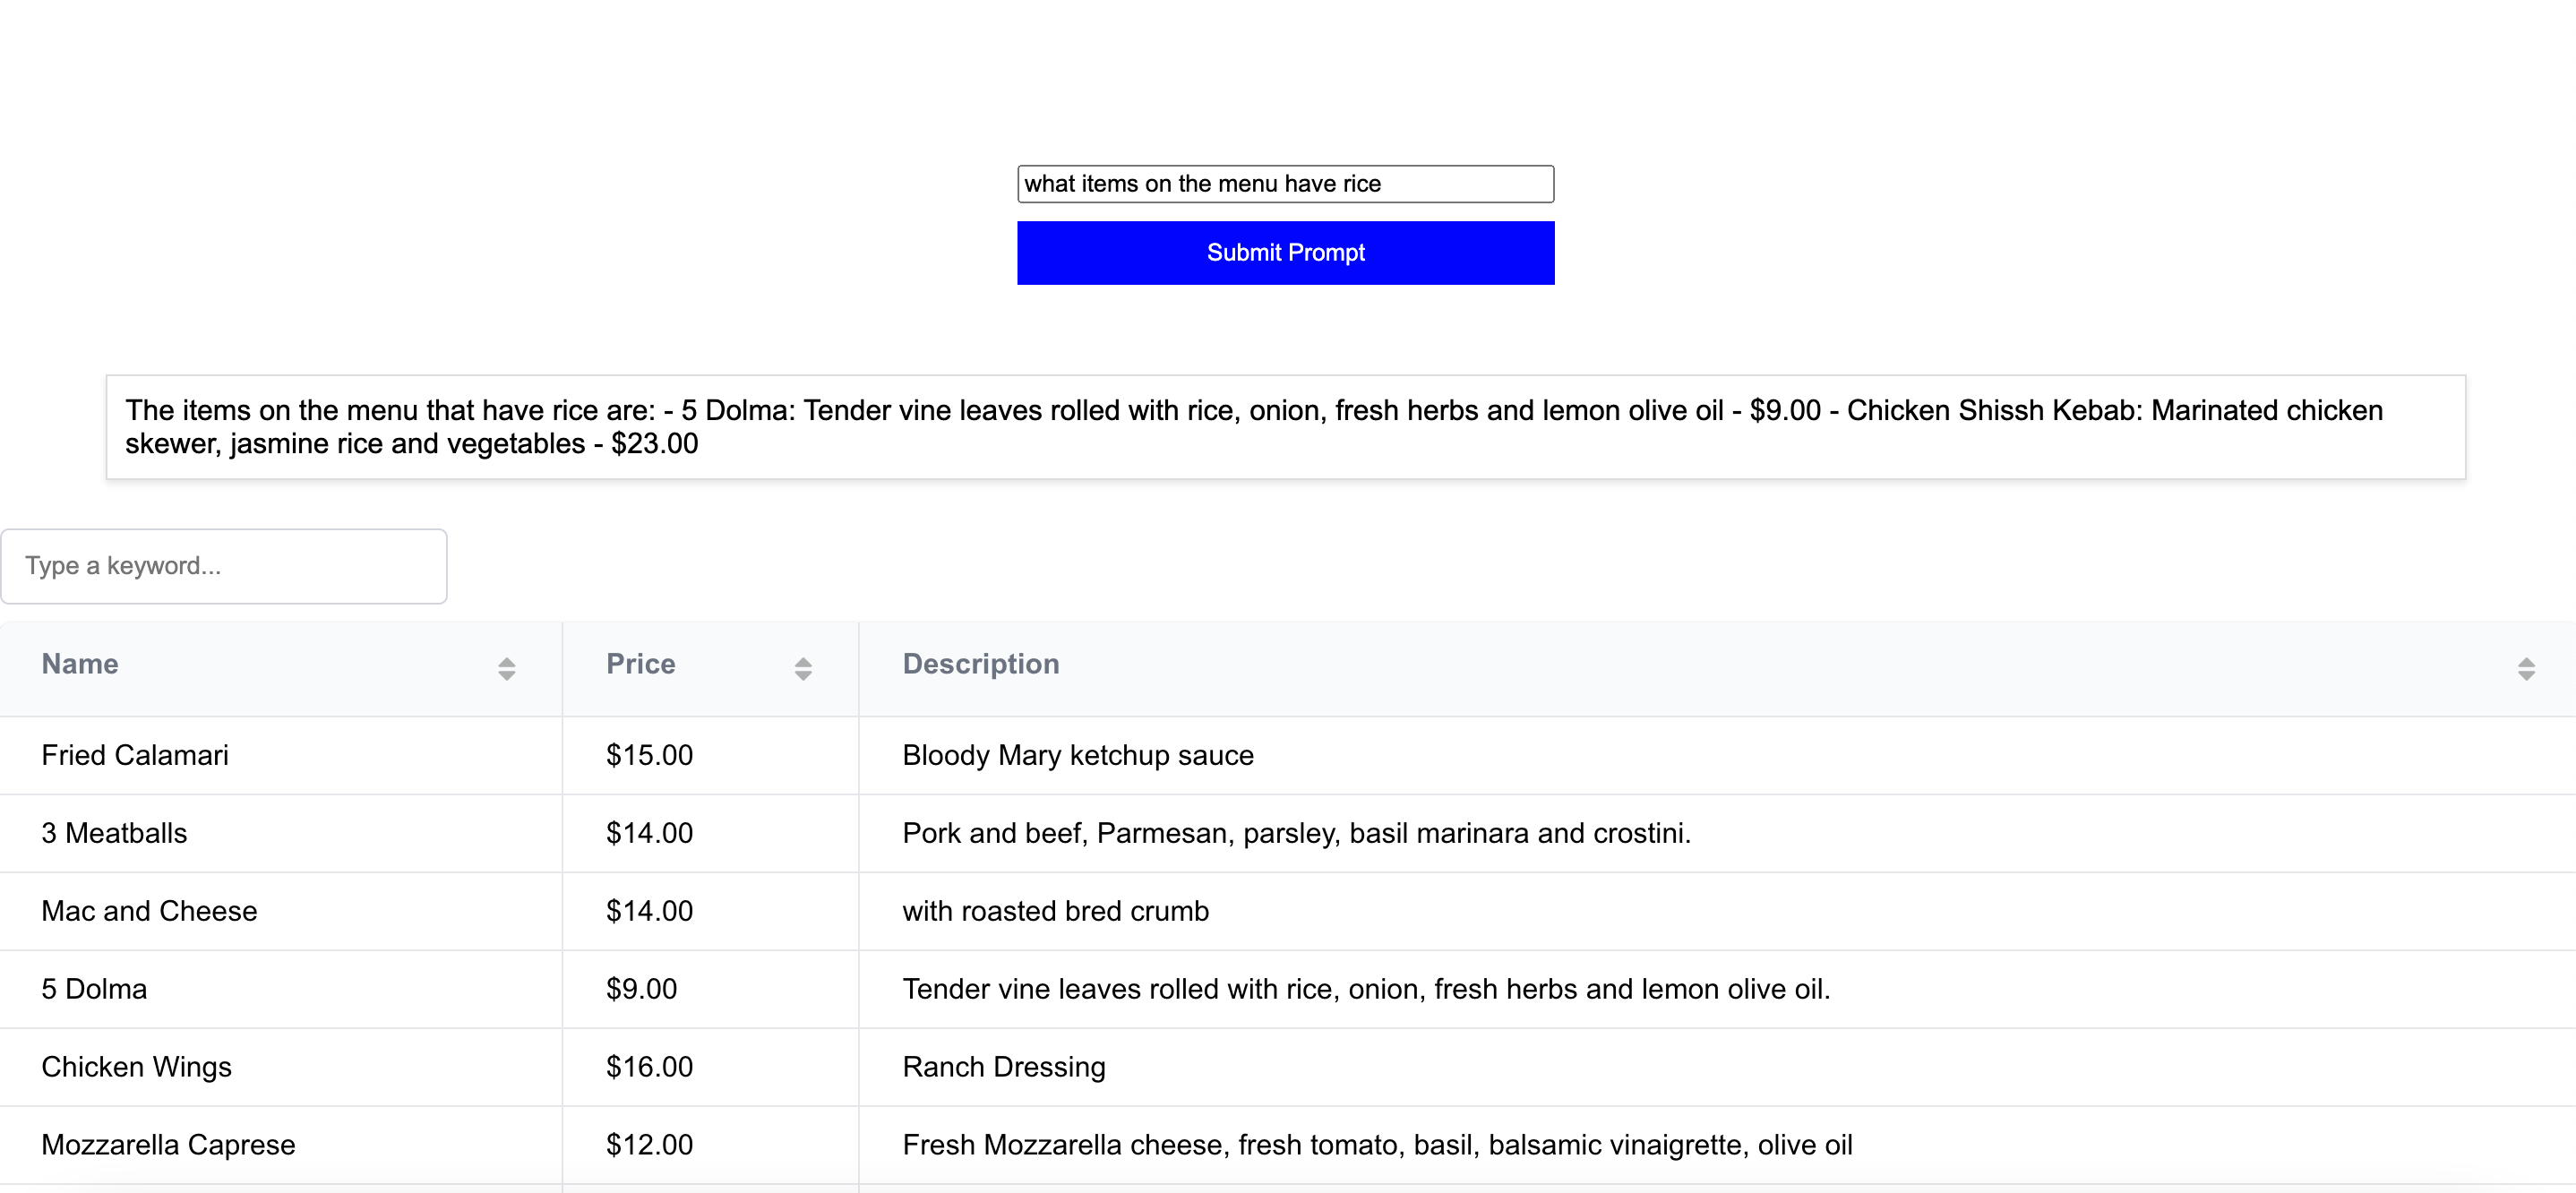 what items on the menu have rice
Submit Prompt
The items on the menu that have rice are: - 5 Dolma: Tender vine leaves rolled with rice, onion, fresh herbs and lemon olive oil - $9.00 - Chicken Shissh Kebab: Marinated chicken
skewer, jasmine rice and vegetables - $23.00
Type a keyword...
Name Price Description
Fried Calamari $15.00 Bloody Mary ketchup sauce
3 Meatballs $14.00 Pork and beef, Parmesan, parsley, basil marinara and crostini.
Mac and Cheese $14.00 with roasted bred crumb
5 Dolma $9.00 Tender vine leaves rolled with rice, onion, fresh herbs and lemon olive oil.
Chicken Wings $16.00 Ranch Dressing
Mozzarella Caprese $12.00 Fresh Mozzarella cheese, fresh tomato, basil, balsamic vinaigrette, olive oil